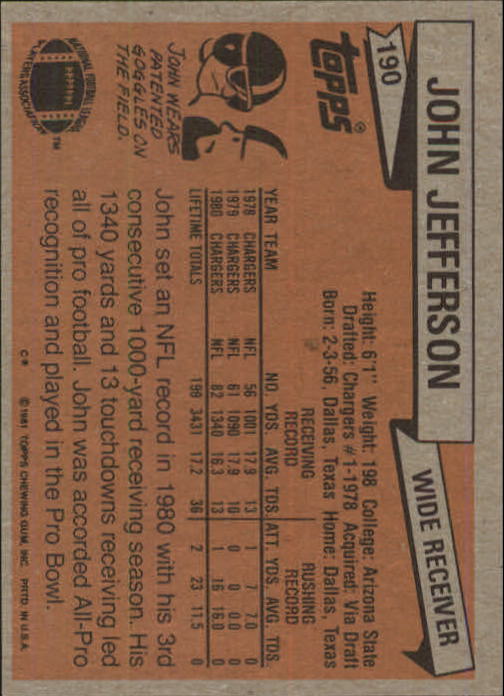 JOHN JEFFERSON
WIDE RECEIVER
190
topps®
Height: 6'1" Weight: 198 College: Arizona State
Drafted: Chargers #1-1978 Acquired: Via Draft
Born: 2-3-56, Dallas, Texas Home: Dallas, Texas
RECEIVING RECORD RUSHING RECORD
YEAR TEAM NO. YDS. AVG. TDS. ATT. YDS. AVG. TDS.
1978 CHARGERS NFL 56 1001 17.9 13 1 7 7.0 0
1979 CHARGERS NFL 61 1090 17.9 10 0 0 0.0 0
1980 CHARGERS NFL 82 1340 16.3 13 1 16 16.0 0
LIFETIME TOTALS 199 3431 17.2 36 2 23 11.5 0
JOHN WEARS
PATENTED
GOGGLES ON
THE FIELD.
John set an NFL record in 1980 with his 3rd
consecutive 1000-yard receiving season. His
1340 yards and 13 touchdowns receiving led
all of pro football. John was accorded All-Pro
recognition and played in the Pro Bowl.
NATIONAL FOOTBALL LEAGUE
PLAYERS ASSOCIATION
TM
C* © 1981 TOPPS CHEWING GUM, INC. PRTD. IN U.S.A.